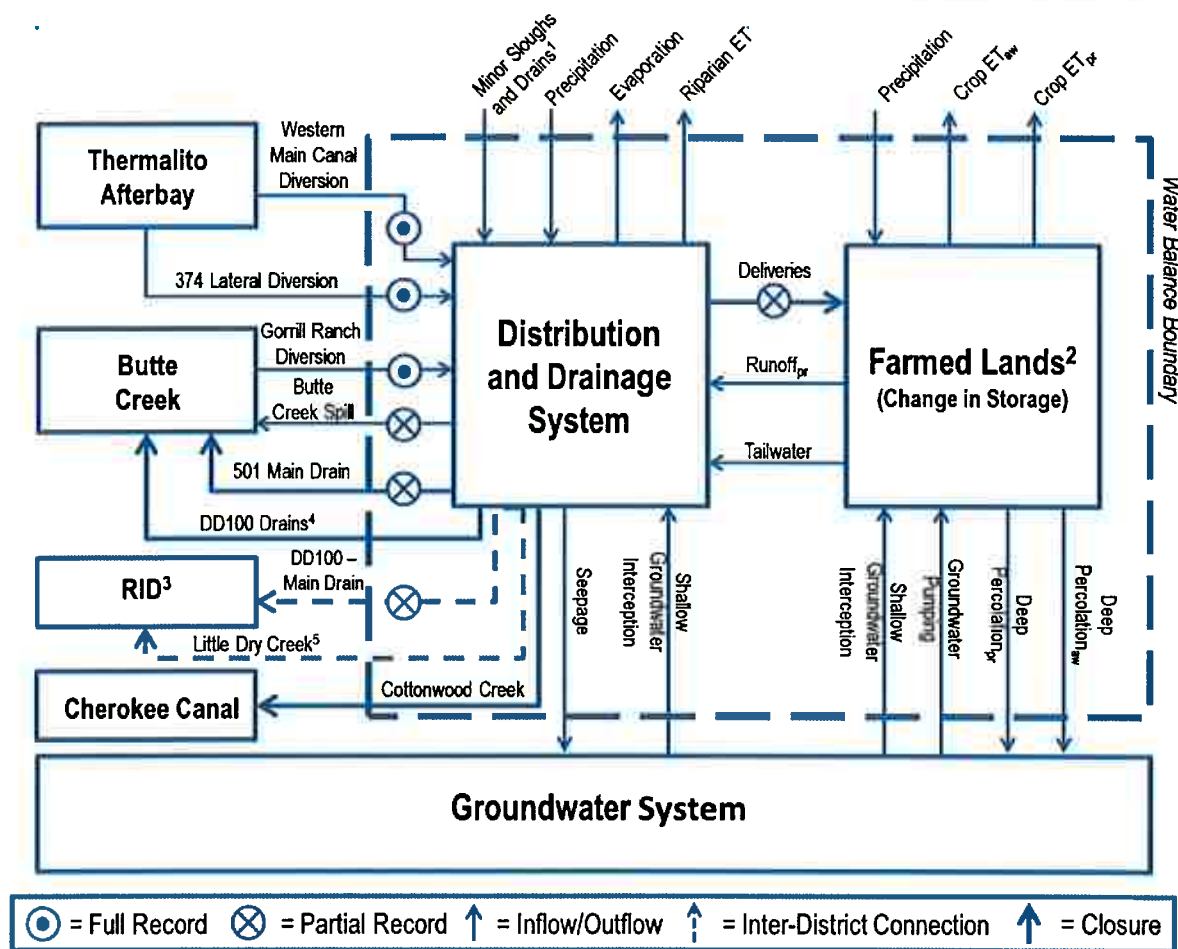 Minor Sloughs
and Drains¹
Precipitation
Evaporation
Riparian ET
Precipitation
Crop ETaw
Crop ETpr
Thermalito
Afterbay
Western
Main Canal
Diversion
374 Lateral Diversion
Butte
Creek
Gorrill Ranch
Diversion
Butte
Creek Spill
501 Main Drain
DD100 Drains⁴
RID³
DD100 –
Main Drain
Little Dry Creek⁵
Cherokee Canal
Cottonwood Creek
Distribution
and Drainage
System
Deliveries
Runoffpr
Tailwater
Farmed Lands²
(Change in Storage)
Water Balance Boundary
Seepage
Shallow
Groundwater
Interception
Shallow
Groundwater
Interception
Groundwater
Pumping
Deep
Percolationpr
Deep
Percolationaw
Groundwater System
= Full Record
= Partial Record
= Inflow/Outflow
= Inter-District Connection
= Closure